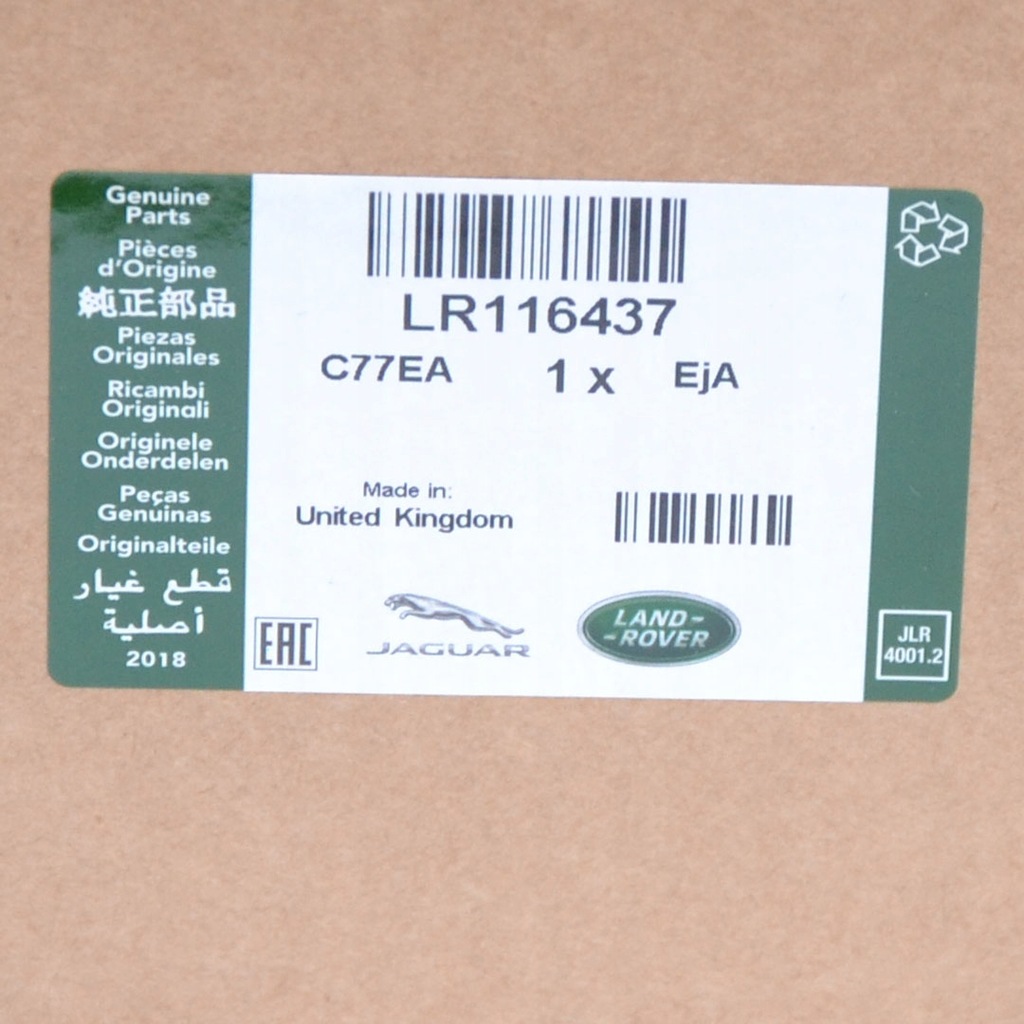 Genuine
Parts
Pièces
d'Origine
純正部品
Piezas
Originales
Ricambi
Originali
Originele
Onderdelen
Peças
Genuinas
Originalteile
قطع غيار
أصلية
2018
LR116437
C77EA 1 x EjA
Made in:
United Kingdom
EAC
JAGUAR
LAND-
-ROVER
JLR
4001.2